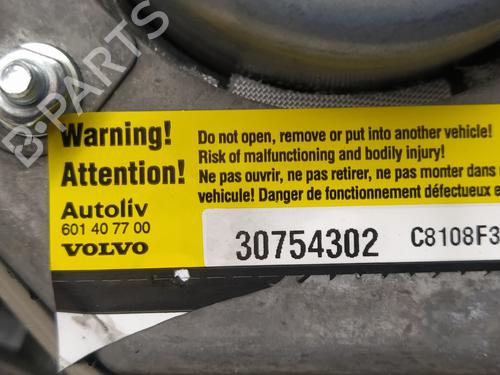 B-PARTS
Warning!
Attention!
Do not open, remove or put into another vehicle!
Risk of malfunctioning and bodily injury!
Ne pas ouvrir, ne pas retirer, ne pas monter dans
vehicule! Danger de fonctionnement défectueux e
Autoliv
601 40 77 00
VOLVO
30754302
C8108F3